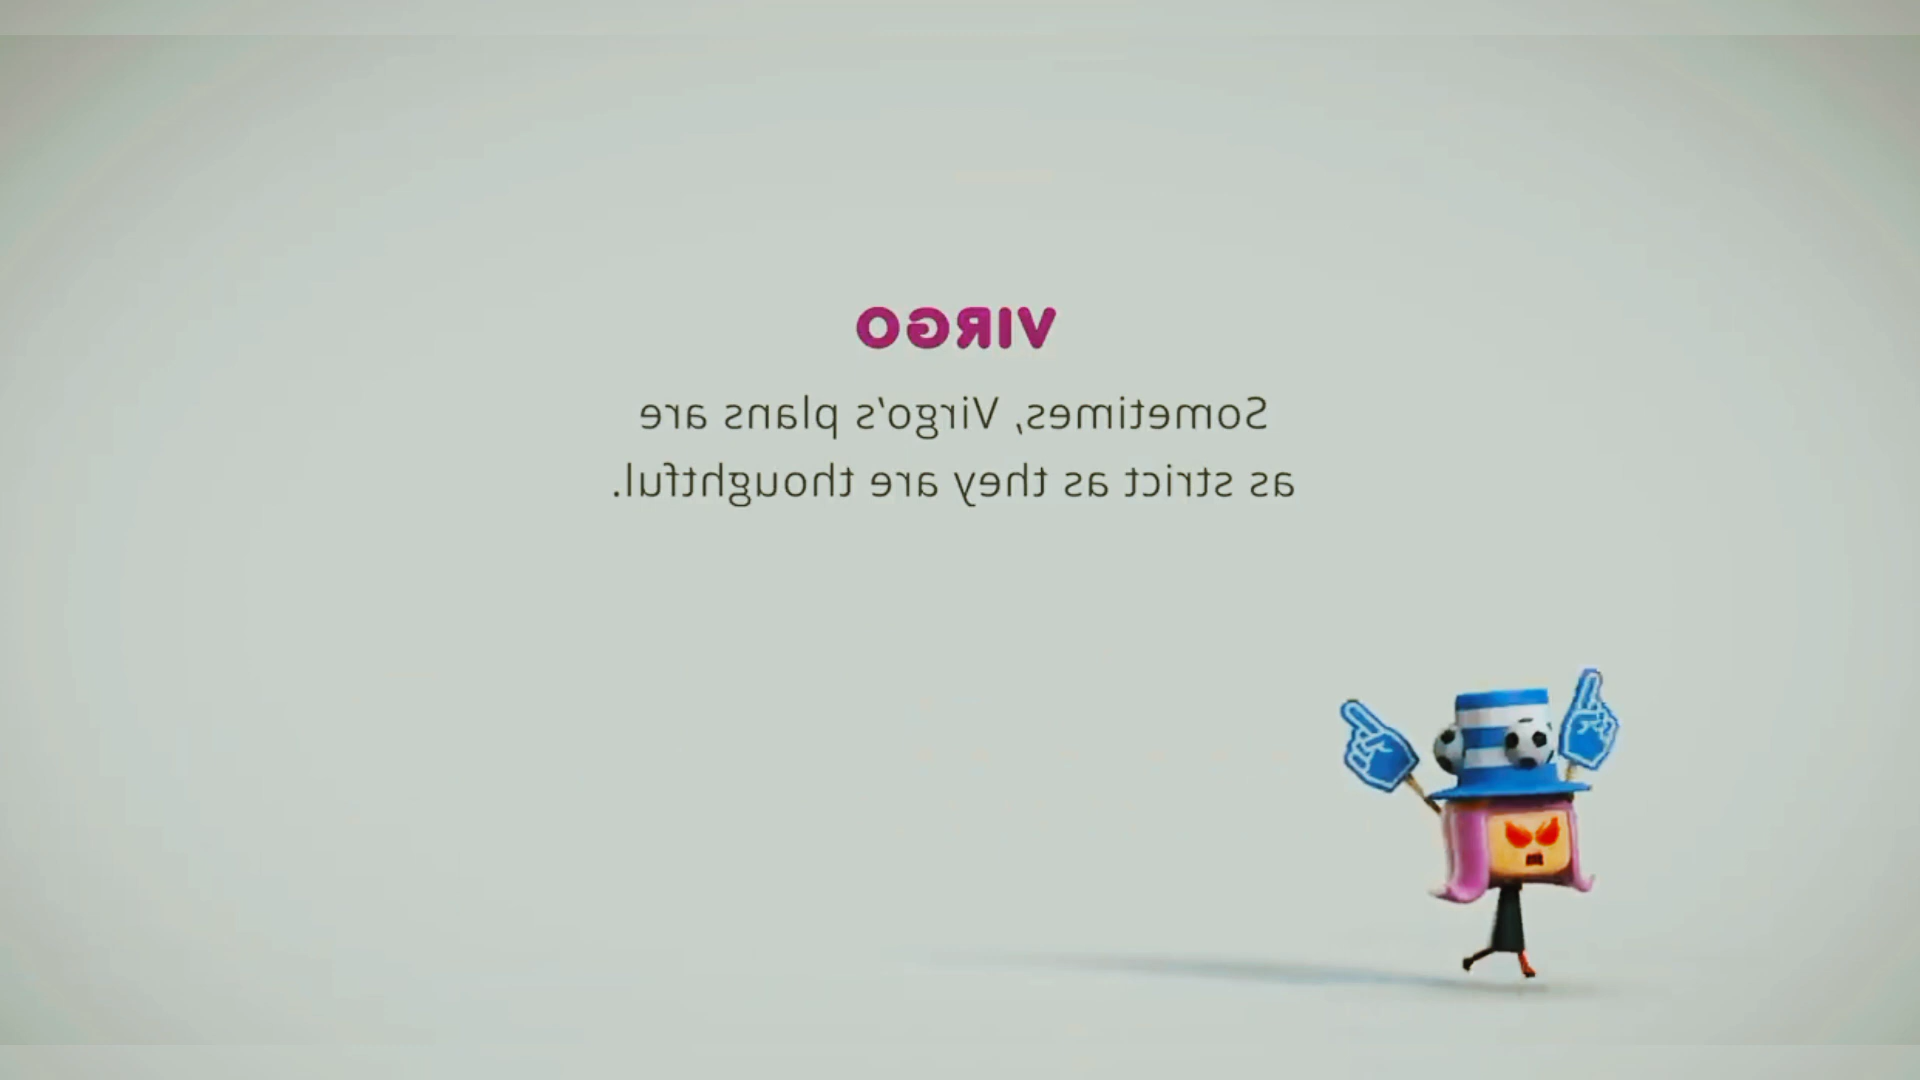 VIRGO
Sometimes, Virgo's plans are
as strict as they are thoughtful.